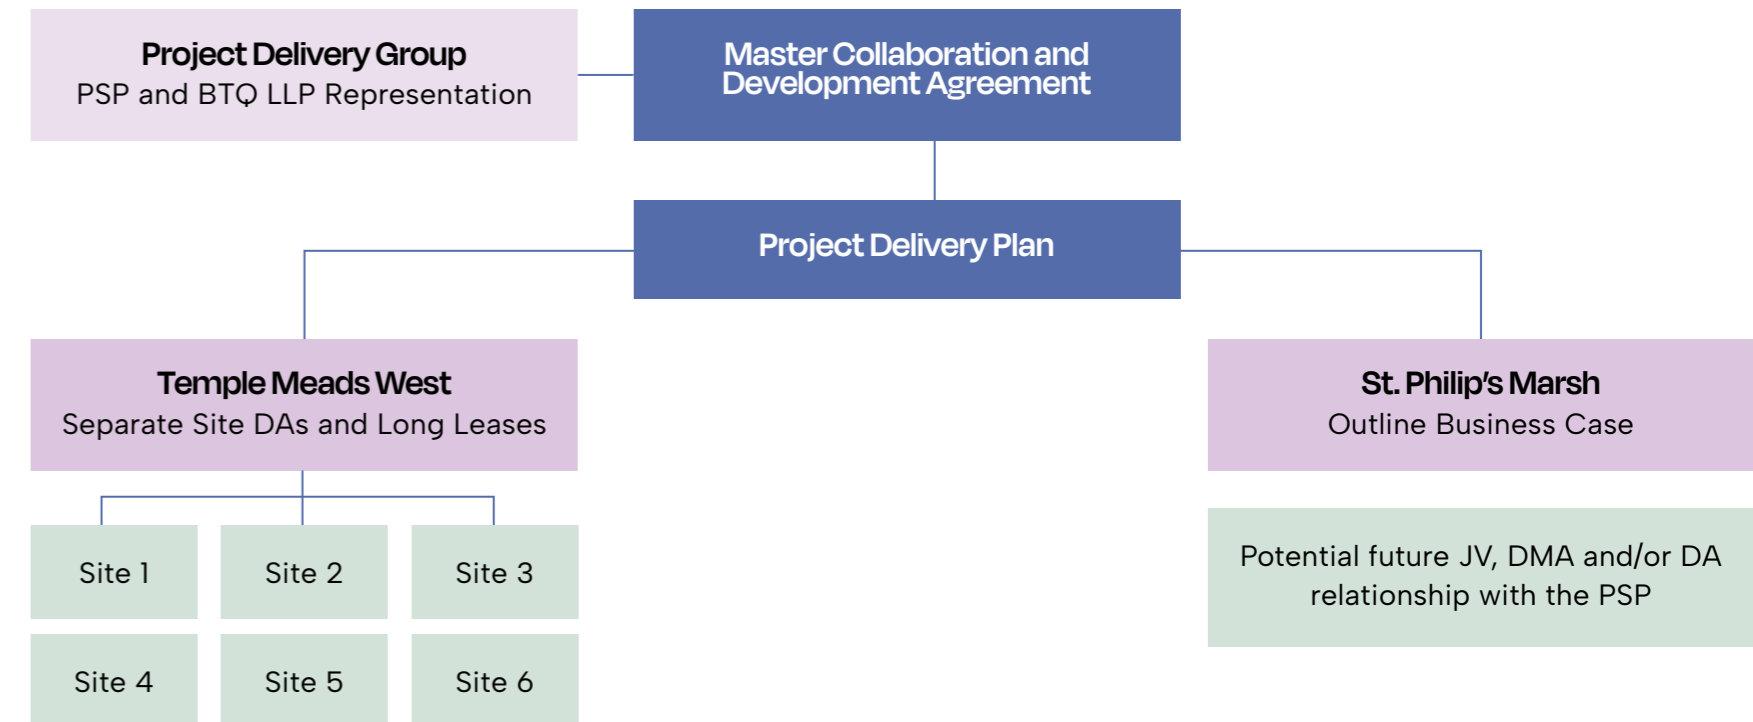 Project Delivery Group
PSP and BTQ LLP Representation
Master Collaboration and
Development Agreement
Project Delivery Plan
Temple Meads West
Separate Site DAs and Long Leases
St. Philip's Marsh
Outline Business Case
Site 1
Site 2
Site 3
Potential future JV, DMA and/or DA
relationship with the PSP
Site 4
Site 5
Site 6